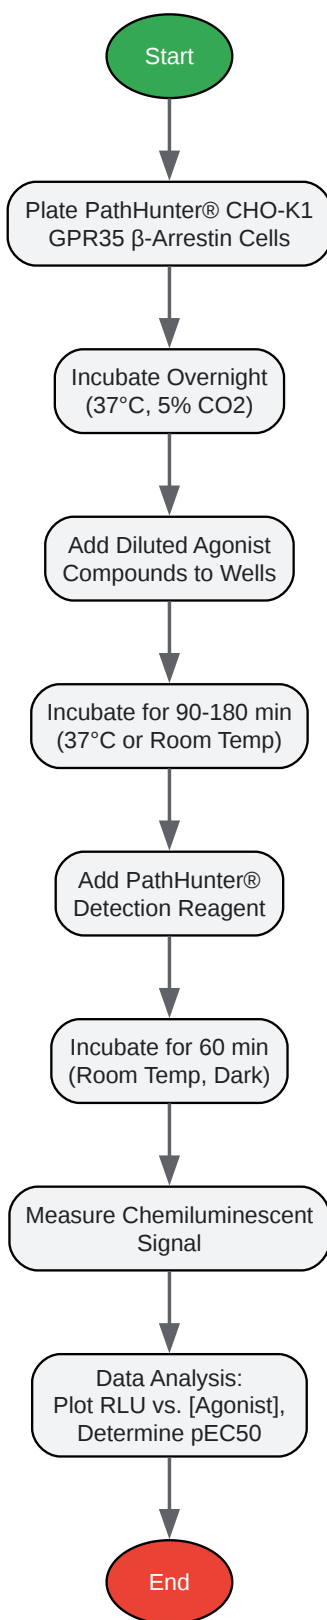 Start
Plate PathHunter® CHO-K1
GPR35 β-Arrestin Cells
Incubate Overnight
(37°C, 5% CO2)
Add Diluted Agonist
Compounds to Wells
Incubate for 90-180 min
(37°C or Room Temp)
Add PathHunter®
Detection Reagent
Incubate for 60 min
(Room Temp, Dark)
Measure Chemiluminescent
Signal
Data Analysis:
Plot RLU vs. [Agonist],
Determine pEC50
End